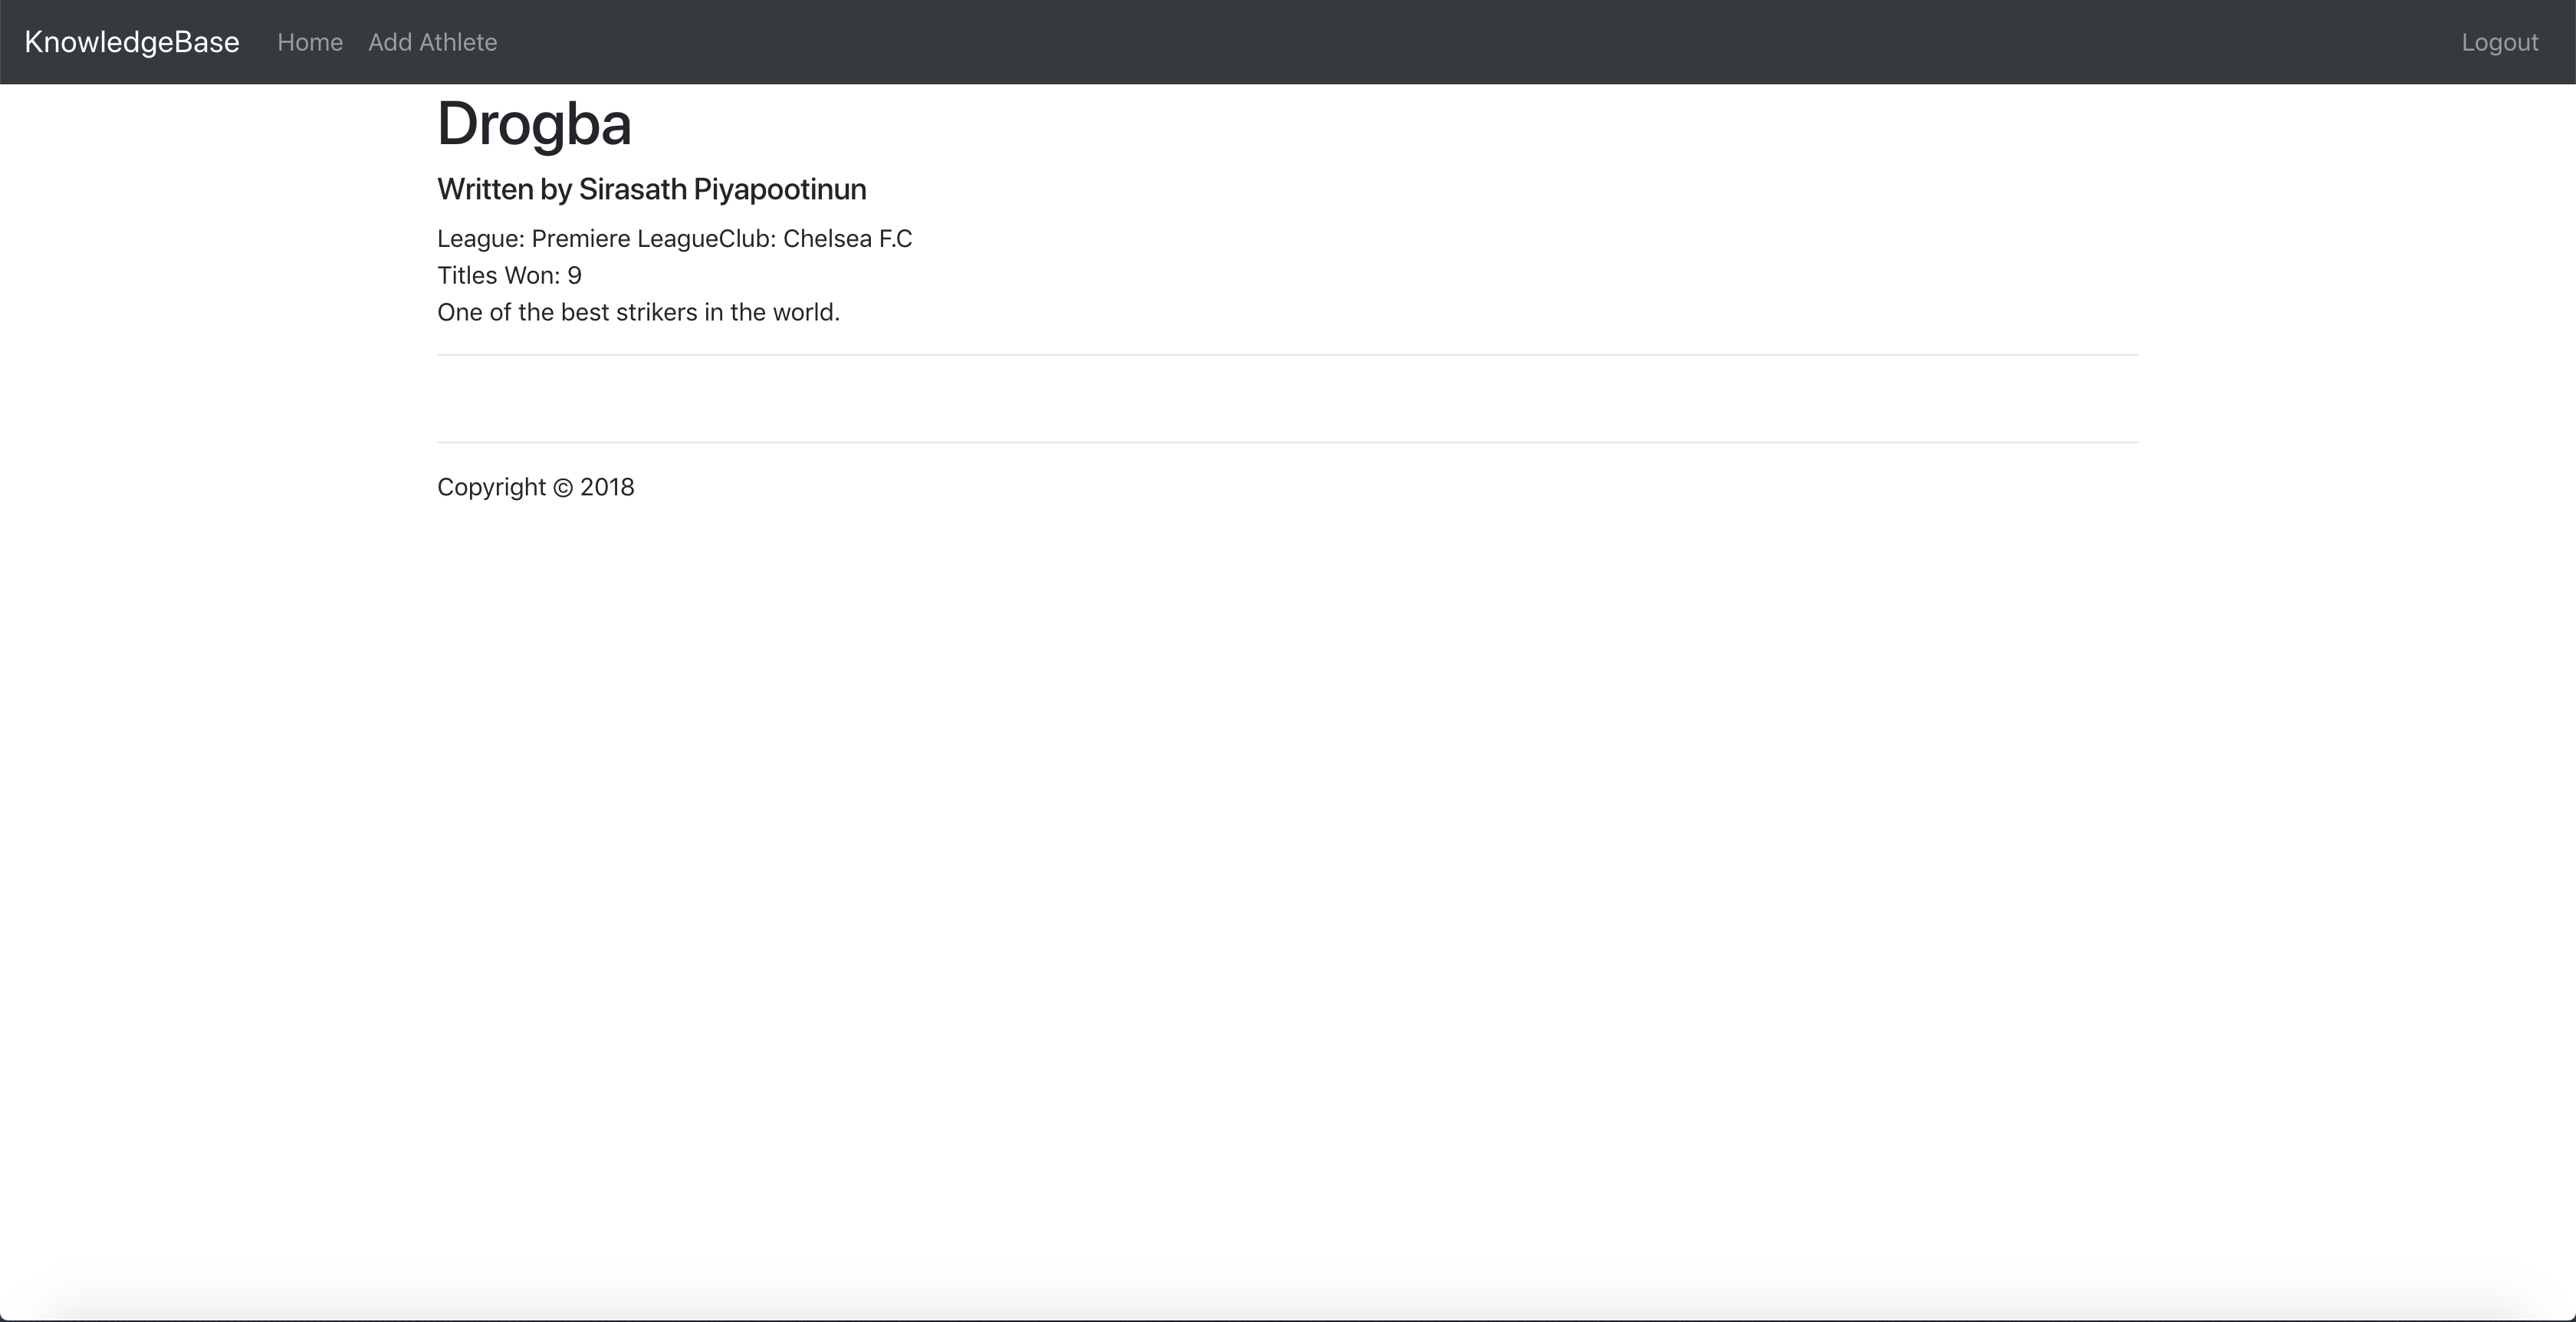 KnowledgeBase Home Add Athlete Logout
Drogba
Written by Sirasath Piyapootinun
League: Premiere LeagueClub: Chelsea F.C
Titles Won: 9
One of the best strikers in the world.
Copyright © 2018